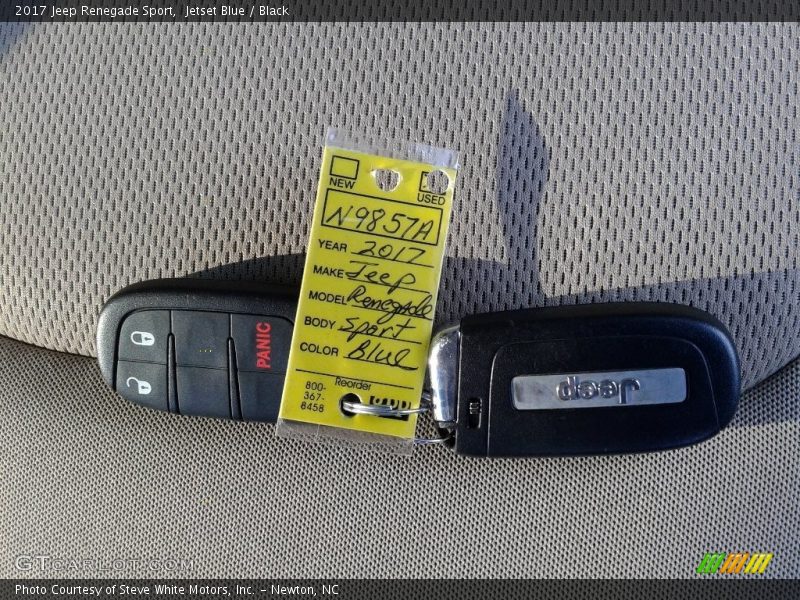 2017 Jeep Renegade Sport,  Jetset Blue / Black
NEW
USED
N9857A
YEAR 2017
MAKE Jeep
MODEL Renegade
BODY Sport
COLOR Blue
Reorder
800-
367-
8458
PANIC
Jeep
GTcarlot.com
Photo Courtesy of Steve White Motors, Inc. – Newton, NC